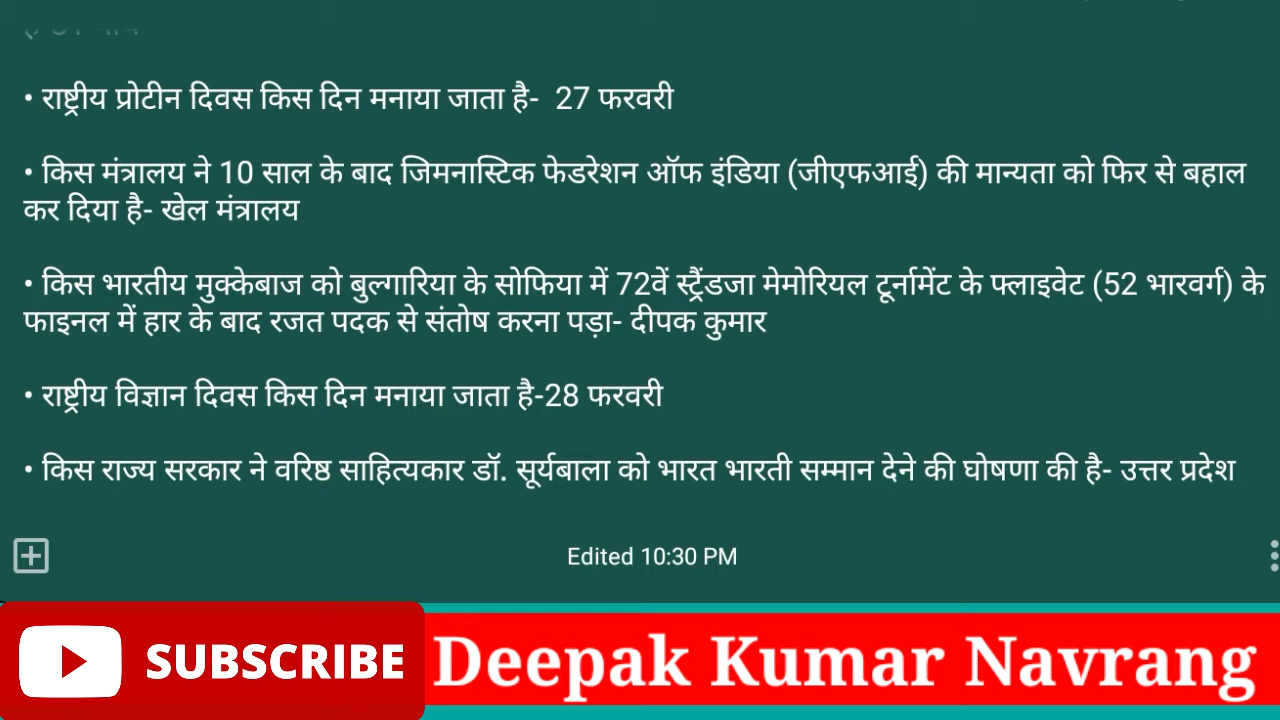 • राष्ट्रीय प्रोटीन दिवस किस दिन मनाया जाता है- 27 फरवरी
• किस मंत्रालय ने 10 साल के बाद जिमनास्टिक फेडरेशन ऑफ इंडिया (जीएफआई) की मान्यता को फिर से बहाल
कर दिया है- खेल मंत्रालय
• किस भारतीय मुक्केबाज को बुल्गारिया के सोफिया में 72वें स्ट्रैंडजा मेमोरियल टूर्नामेंट के फ्लाइवेट (52 भारवर्ग) के
फाइनल में हार के बाद रजत पदक से संतोष करना पड़ा- दीपक कुमार
• राष्ट्रीय विज्ञान दिवस किस दिन मनाया जाता है-28 फरवरी
• किस राज्य सरकार ने वरिष्ठ साहित्यकार डॉ. सूर्यबाला को भारत भारती सम्मान देने की घोषणा की है- उत्तर प्रदेश
Edited 10:30 PM
SUBSCRIBE Deepak Kumar Navrang